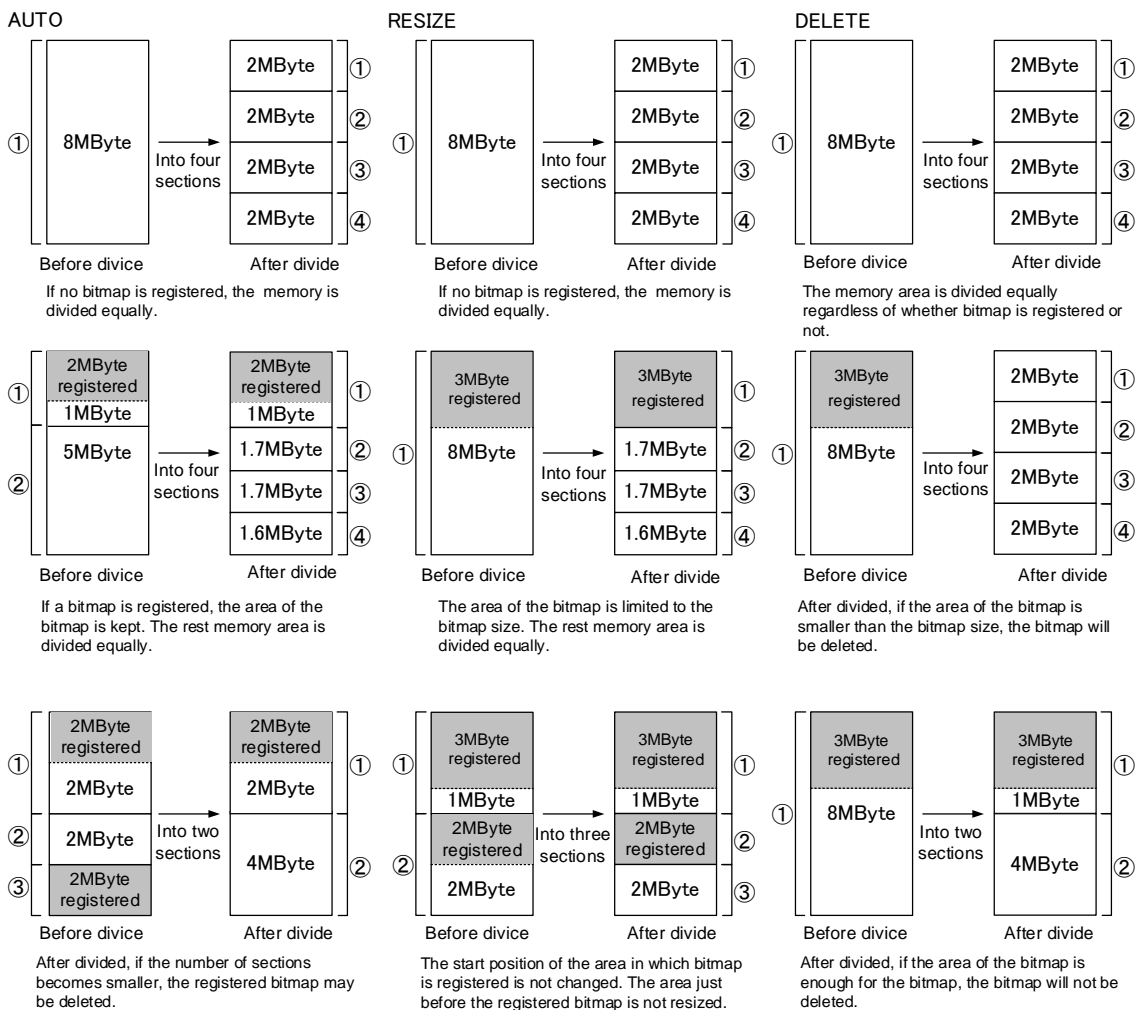 AUTO
①
8MByte
Into four
sections
2MByte
①
2MByte
②
2MByte
③
2MByte
④
Before divice
After divide
If no bitmap is registered, the  memory is
divided equally.
RESIZE
①
8MByte
Into four
sections
2MByte
①
2MByte
②
2MByte
③
2MByte
④
Before divice
After divide
If no bitmap is registered, the  memory is
divided equally.
DELETE
①
8MByte
Into four
sections
2MByte
①
2MByte
②
2MByte
③
2MByte
④
Before divice
After divide
The memory area is divided equally
regardless of whether bitmap is registered or
not.
①
2MByte
registered
1MByte
②
5MByte
Into four
sections
2MByte
registered
1MByte
①
1.7MByte
②
1.7MByte
③
1.6MByte
④
Before divice
After divide
If a bitmap is registered, the area of the
bitmap is kept. The rest memory area is
divided equally.
①
3MByte
registered
8MByte
Into four
sections
3MByte
registered
①
1.7MByte
②
1.7MByte
③
1.6MByte
④
Before divice
After divide
The area of the bitmap is limited to the
bitmap size. The rest memory area is
divided equally.
①
3MByte
registered
8MByte
Into four
sections
2MByte
①
2MByte
②
2MByte
③
2MByte
④
Before divice
After divide
After divided, if the area of the bitmap is
smaller than the bitmap size, the bitmap will
be deleted.
①
2MByte
registered
2MByte
②
2MByte
③
2MByte
registered
Into two
sections
2MByte
registered
2MByte
①
4MByte
②
Before divice
After divide
After divided, if the number of sections
becomes smaller, the registered bitmap may
be deleted.
①
3MByte
registered
1MByte
②
2MByte
registered
2MByte
Into three
sections
3MByte
registered
1MByte
①
2MByte
registered
②
2MByte
③
Before divice
After divide
The start position of the area in which bitmap
is registered is not changed. The area just
before the registered bitmap is not resized.
①
3MByte
registered
8MByte
Into two
sections
3MByte
registered
1MByte
①
4MByte
②
Before divice
After divide
After divided, if the area of the bitmap is
enough for the bitmap, the bitmap will not be
deleted.